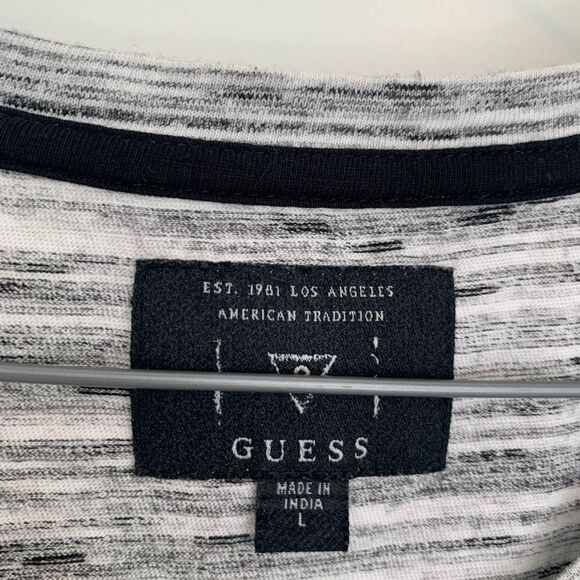 EST. 1981 LOS ANGELES
AMERICAN TRADITION
GUESS
MADE IN
INDIA
L